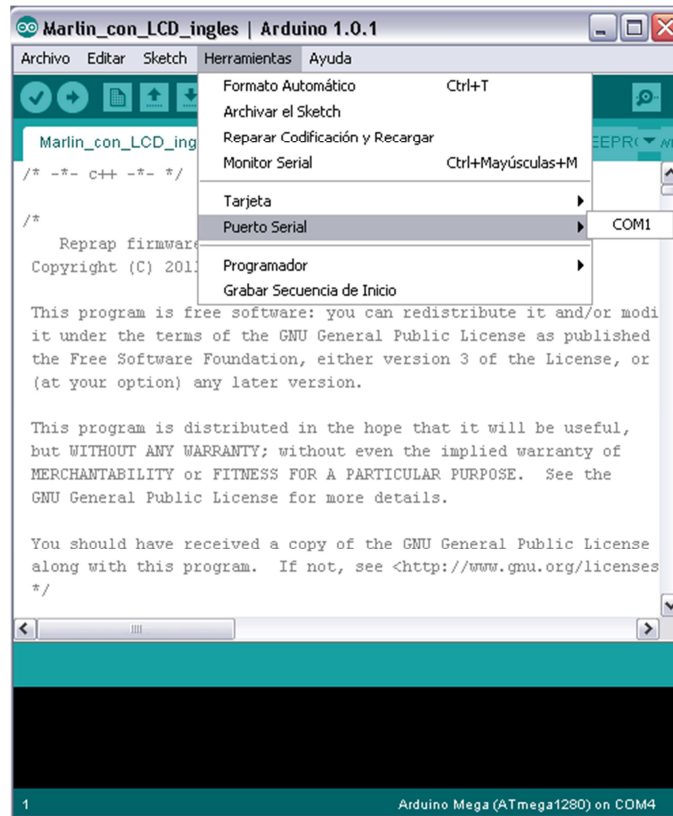 Marlin_con_LCD_ingles | Arduino 1.0.1
Archivo Editar Sketch Herramientas Ayuda
Formato Automático Ctrl+T
Archivar el Sketch
Reparar Codificación y Recargar
Monitor Serial Ctrl+Mayúsculas+M
Tarjeta
Puerto Serial COM1
Programador
Grabar Secuencia de Inicio
Marlin_con_LCD_ing
/* -*- c++ -*- */
/*
Reprap firmware
Copyright (C) 201
This program is free software: you can redistribute it and/or modi
it under the terms of the GNU General Public License as published
the Free Software Foundation, either version 3 of the License, or
(at your option) any later version.
This program is distributed in the hope that it will be useful,
but WITHOUT ANY WARRANTY; without even the implied warranty of
MERCHANTABILITY or FITNESS FOR A PARTICULAR PURPOSE. See the
GNU General Public License for more details.
You should have received a copy of the GNU General Public License
along with this program. If not, see <http://www.gnu.org/licenses
*/
1 Arduino Mega (ATmega1280) on COM4